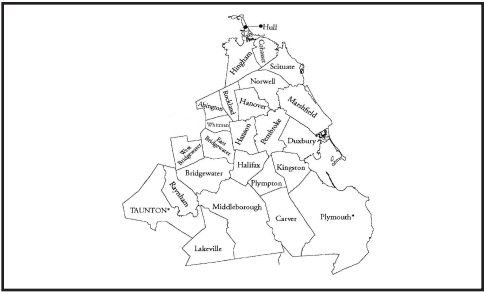 Hull
Cohasset
Hingham
Scituate
Norwell
Rockland
Hanover
Marshfield
Abington
Whitman
Hanson
Pembroke
Duxbury
East
Bridgewater
West
Bridgewater
Halifax
Kingston
Bridgewater
Plympton
Raynham
TAUNTON*
Middleborough
Carver
Plymouth*
Lakeville